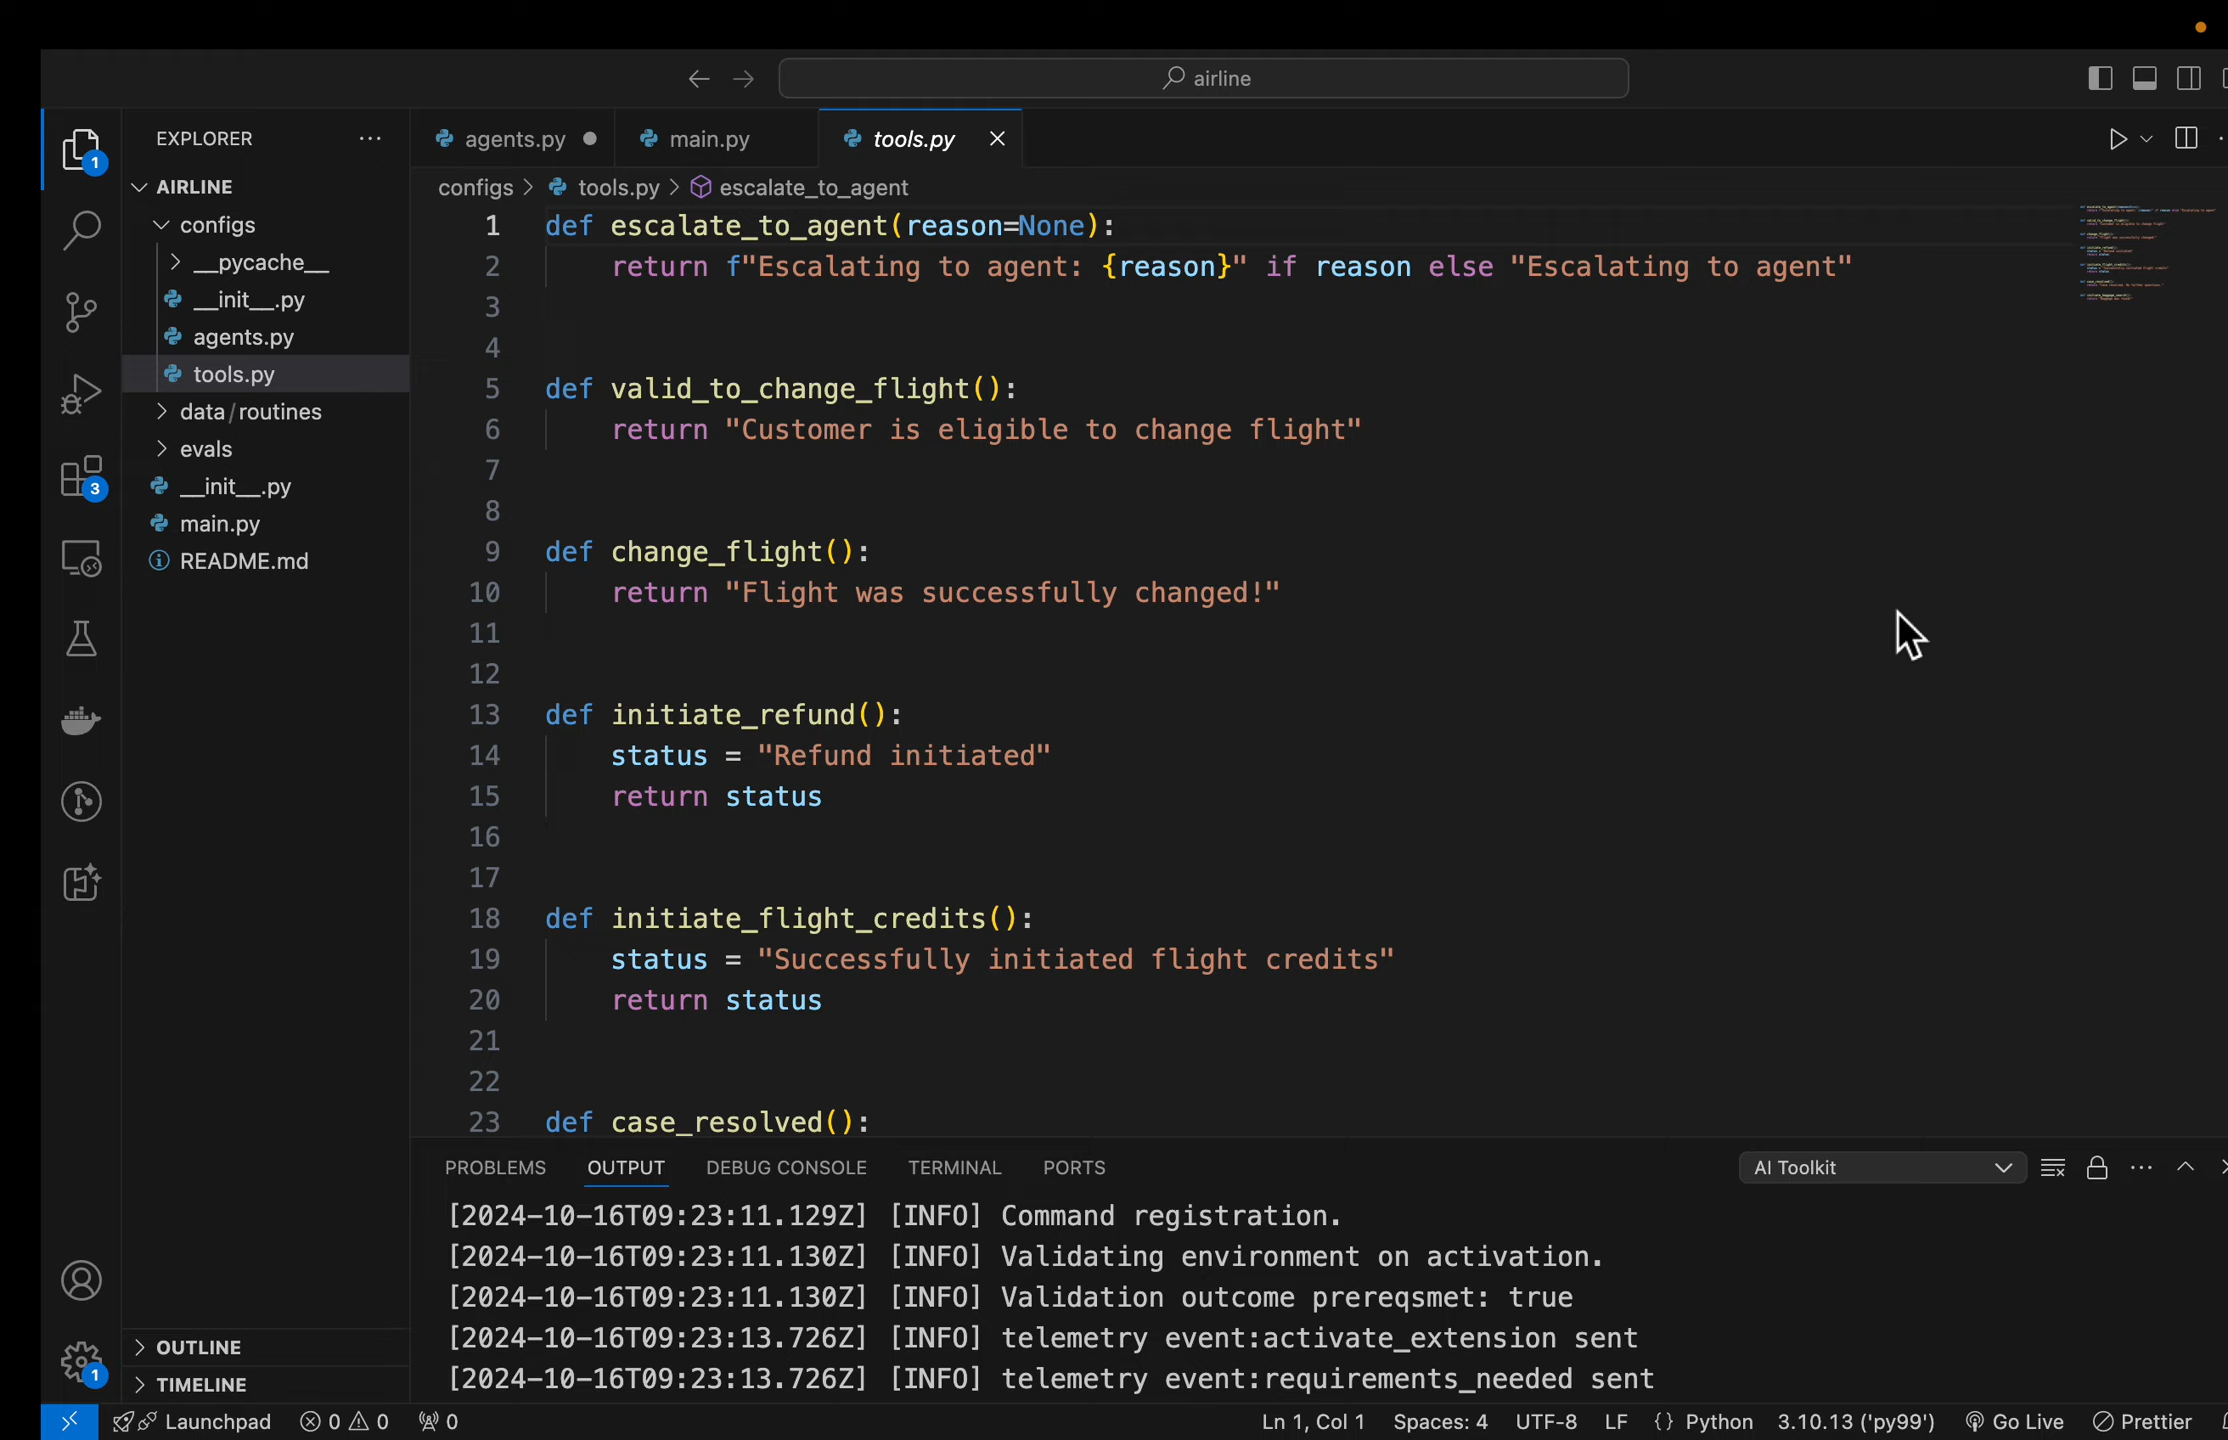 airline
EXPLORER
AIRLINE
configs
__pycache__
__init__.py
agents.py
tools.py
data/routines
evals
__init__.py
main.py
README.md
OUTLINE
TIMELINE
agents.py
main.py
tools.py
configs > tools.py > escalate_to_agent
1 def escalate_to_agent(reason=None):
2 return f"Escalating to agent: {reason}" if reason else "Escalating to agent"
3
4
5 def valid_to_change_flight():
6 return "Customer is eligible to change flight"
7
8
9 def change_flight():
10 return "Flight was successfully changed!"
11
12
13 def initiate_refund():
14 status = "Refund initiated"
15 return status
16
17
18 def initiate_flight_credits():
19 status = "Successfully initiated flight credits"
20 return status
21
22
23 def case_resolved():
PROBLEMS OUTPUT DEBUG CONSOLE TERMINAL PORTS AI Toolkit
[2024-10-16T09:23:11.129Z] [INFO] Command registration.
[2024-10-16T09:23:11.130Z] [INFO] Validating environment on activation.
[2024-10-16T09:23:11.130Z] [INFO] Validation outcome prereqsmet: true
[2024-10-16T09:23:13.726Z] [INFO] telemetry event:activate_extension sent
[2024-10-16T09:23:13.726Z] [INFO] telemetry event:requirements_needed sent
1
3
1
Launchpad 0 0 0 Ln 1, Col 1 Spaces: 4 UTF-8 LF {} Python 3.10.13 ('py99') Go Live Prettier